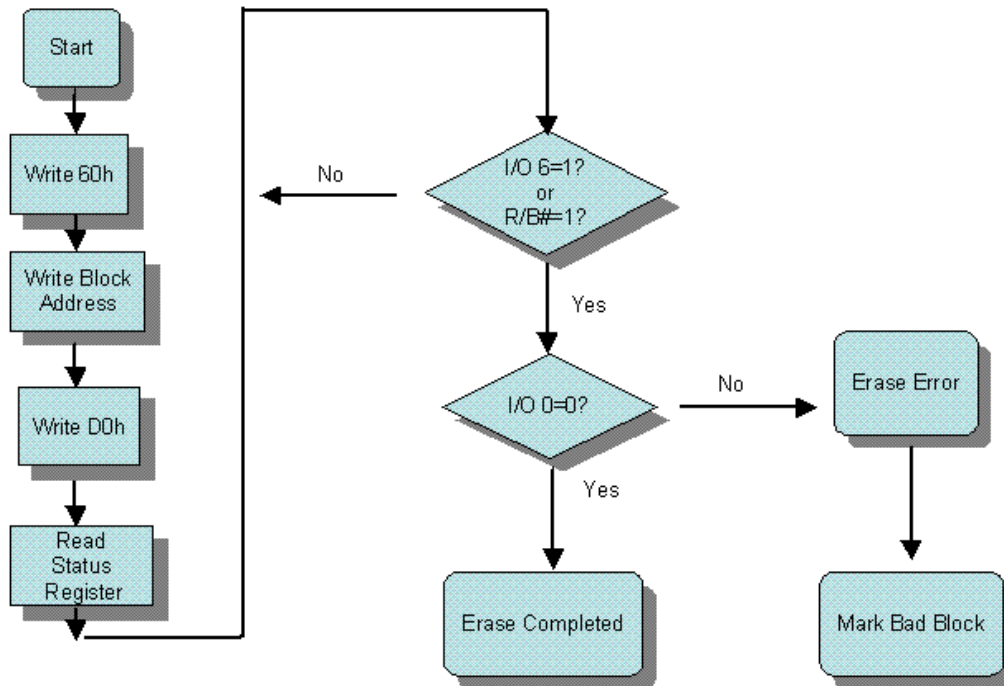 Start
Write 60h
Write Block
Address
Write D0h
Read
Status
Register
I/O 6=1?
or
R/B#=1?
No
Yes
I/O 0=0?
No
Yes
Erase Error
Erase Completed
Mark Bad Block